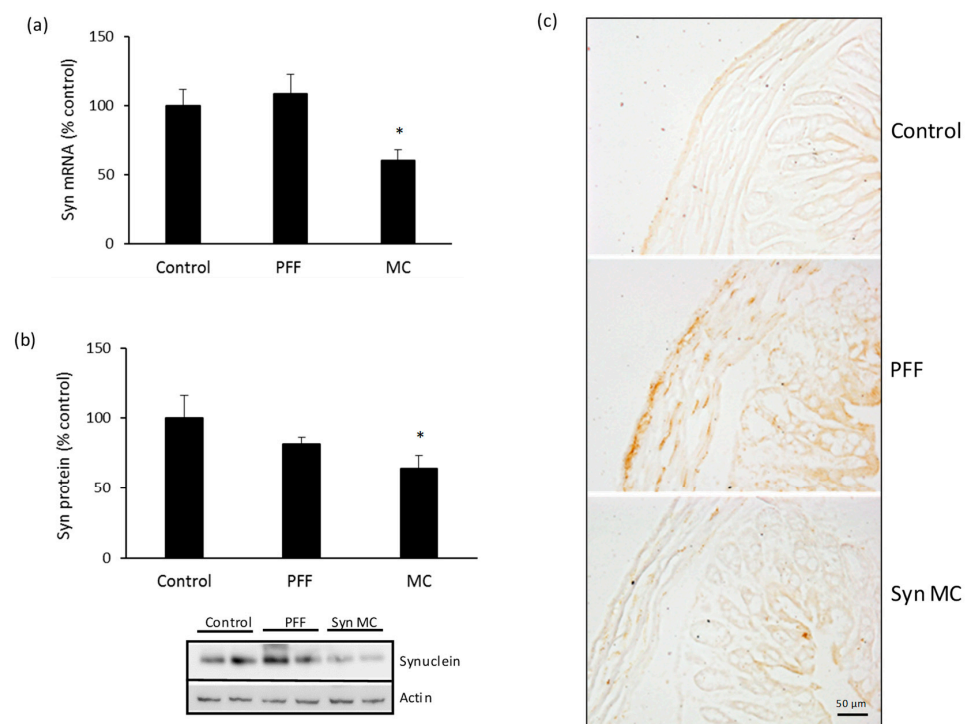 (a)
Syn mRNA (% control)
150
100
50
0
*
Control PFF MC
(b)
Syn protein (% control)
150
100
50
0
*
Control PFF MC
Control PFF Syn MC
Synuclein
Actin
(c)
Control
PFF
Syn MC
50 µm